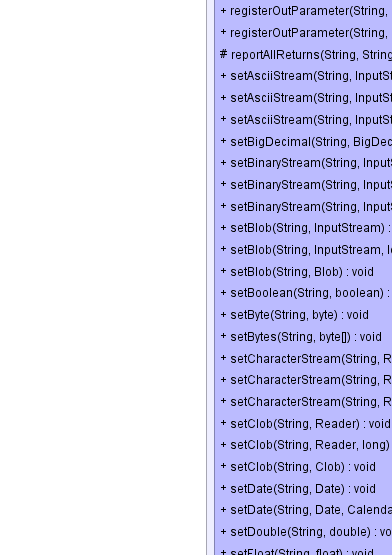 + registerOutParameter(String,
+ registerOutParameter(String,
# reportAllReturns(String, String
+ setAsciiStream(String, InputSt
+ setAsciiStream(String, InputSt
+ setAsciiStream(String, InputSt
+ setBigDecimal(String, BigDec
+ setBinaryStream(String, Input
+ setBinaryStream(String, Input
+ setBinaryStream(String, Input
+ setBlob(String, InputStream) :
+ setBlob(String, InputStream, l
+ setBlob(String, Blob) : void
+ setBoolean(String, boolean) :
+ setByte(String, byte) : void
+ setBytes(String, byte[]) : void
+ setCharacterStream(String, R
+ setCharacterStream(String, R
+ setCharacterStream(String, R
+ setClob(String, Reader) : void
+ setClob(String, Reader, long)
+ setClob(String, Clob) : void
+ setDate(String, Date) : void
+ setDate(String, Date, Calenda
+ setDouble(String, double) : vo
+ setFloat(String, float) : void